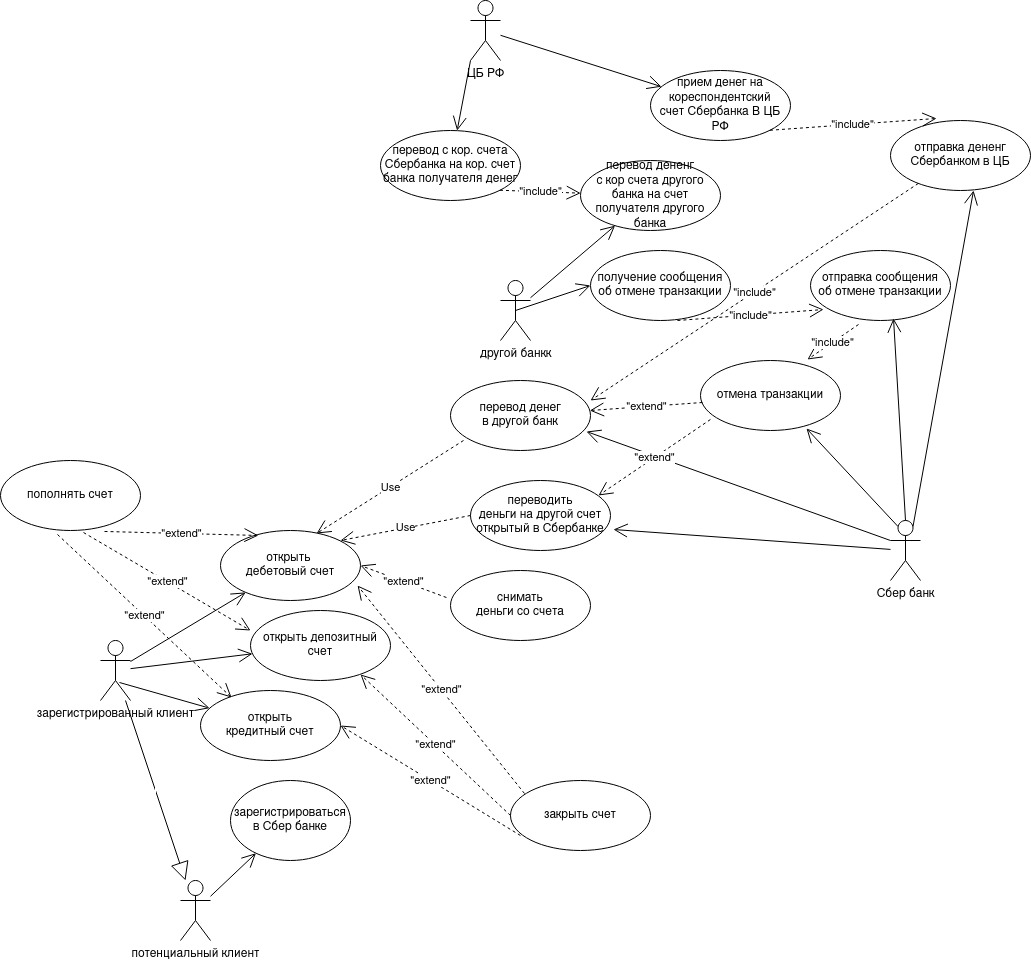 ЦБ РФ
прием денег на
кореспондентский
счет Сбербанка В ЦБ
РФ
"include"
отправка дененг
Сбербанком в ЦБ
перевод с кор. счета
Сбербанка на кор. счет
банка получателя денег
"include"
перевод дененг
с кор счета другого
банка на счет
получателя другого
банка
получение сообщения
об отмене транзакции
отправка сообщения
об отмене транзакции
"include"
"include"
"include"
другой банкк
отмена транзакции
перевод денег
в другой банк
"extend"
"extend"
Use
пополнять счет
переводить
деньги на другой счет
открытый в Сбербанке
Use
"extend"
открыть
дебетовый счет
"extend"
"extend"
снимать
деньги со счета
Сбер банк
"extend"
открыть депозитный
счет
"extend"
зарегистрированный клиент
открыть
кредитный счет
"extend"
"extend"
зарегистрироваться
в Сбер банке
закрыть счет
потенциальный клиент